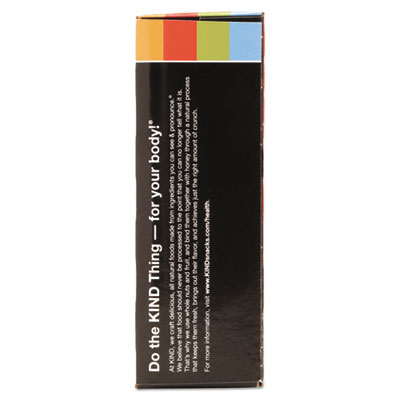 Do the KIND Thing — for your body!®
At KIND, we craft delicious, all natural foods made from ingredients you can see & pronounce.®
We believe that food should never be processed to the point that you can no longer tell what it is.
That's why we use whole nuts and fruit, and bind them together with honey through a natural process
that keeps them fresh, brings out their flavor, and achieves just the right amount of crunch.
For more information, visit www.KINDsnacks.com/health.